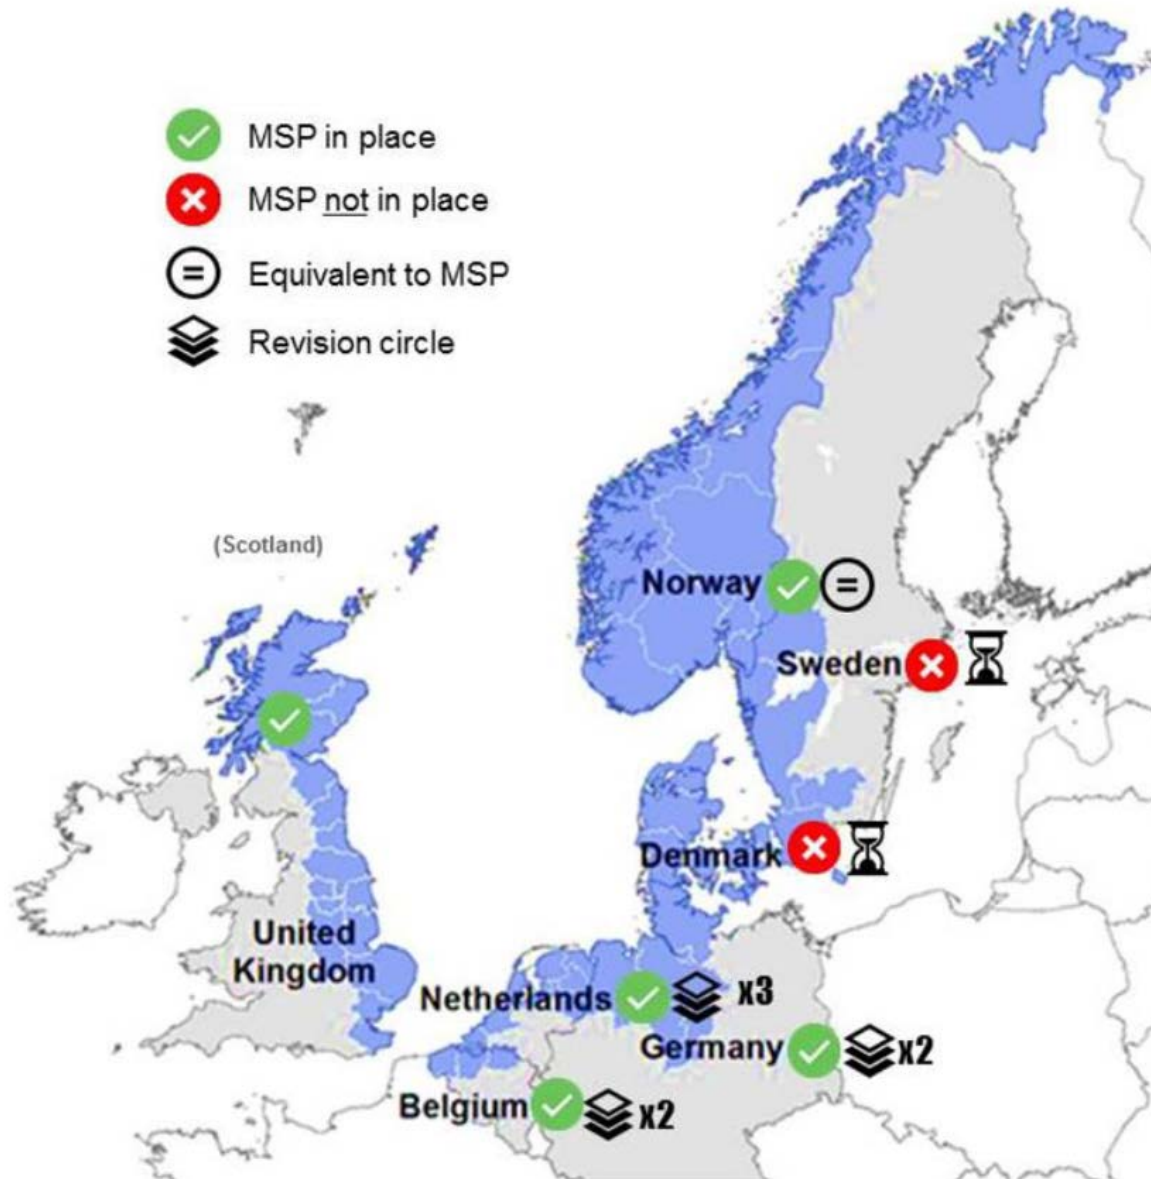 MSP in place
MSP not in place
Equivalent to MSP
Revision circle
(Scotland)
Norway
Sweden
Denmark
United
Kingdom
Netherlands x3
Germany x2
Belgium x2